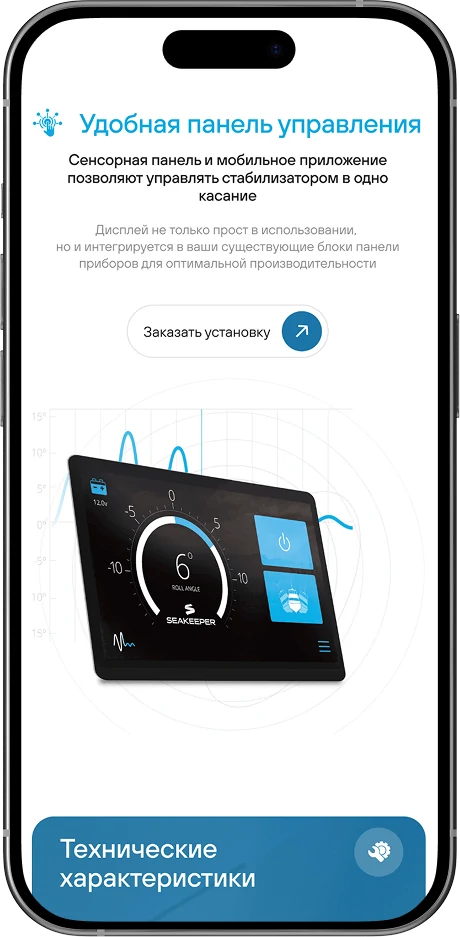 Удобная панель управления
Сенсорная панель и мобильное приложение
позволяют управлять стабилизатором в одно
касание
Дисплей не только прост в использовании,
но и интегрируется в ваши существующие блоки панели
приборов для оптимальной производительности
Заказать установку
15°
10°
5°
0°
-5°
10°
15°
12.0v
-10
-5
0
5
10
6°
ROLL ANGLE
SEAKEEPER
Технические
характеристики